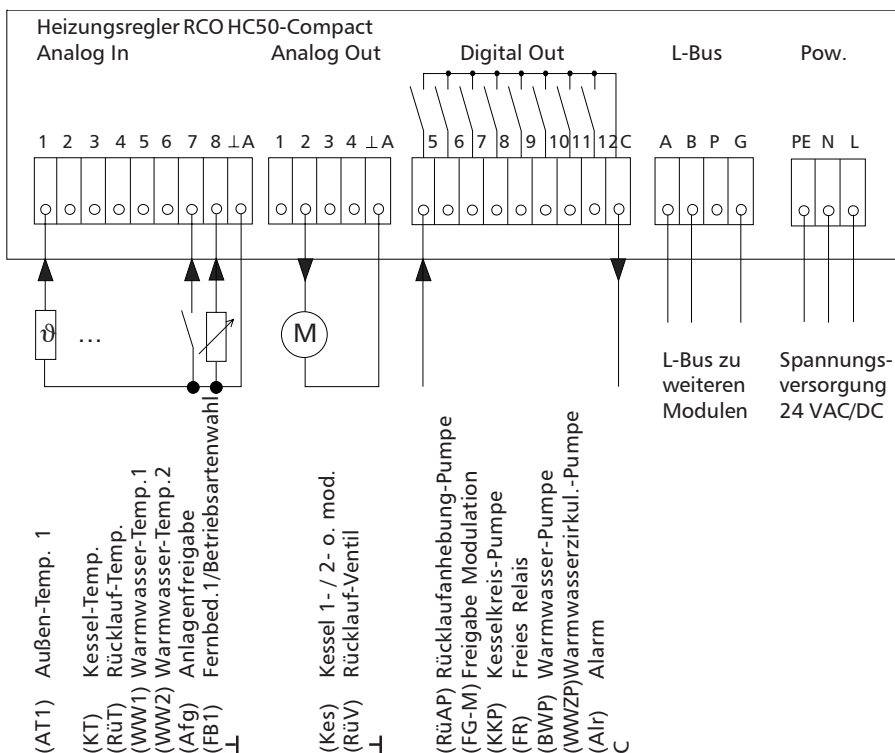 Heizungsregler RCO HC50-Compact
Analog In Analog Out Digital Out L-Bus Pow.
1 2 3 4 5 6 7 8 ⊥ A
1 2 3 4 ⊥ A
5 6 7 8 9 10 11 12 C
A B P G
PE N L
ϑ ...
M
L-Bus zu
weiteren
Modulen
Spannungs-
versorgung
24 VAC/DC
(AT1) Außen-Temp. 1
(KT) Kessel-Temp.
(RüT) Rücklauf-Temp.
(WW1) Warmwasser-Temp.1
(WW2) Warmwasser-Temp.2
(Afg) Anlagenfreigabe
(FB1) Fernbed.1/Betriebsartenwahl
⊥
(Kes) Kessel 1- / 2- o. mod.
(RüV) Rücklauf-Ventil
⊥
(RüAP) Rücklaufanhebung-Pumpe
(FG-M) Freigabe Modulation
(KKP) Kesselkreis-Pumpe
(FR) Freies Relais
(BWP) Warmwasser-Pumpe
(WWZP) Warmwasserzirkul.-Pumpe
(Alr) Alarm
C